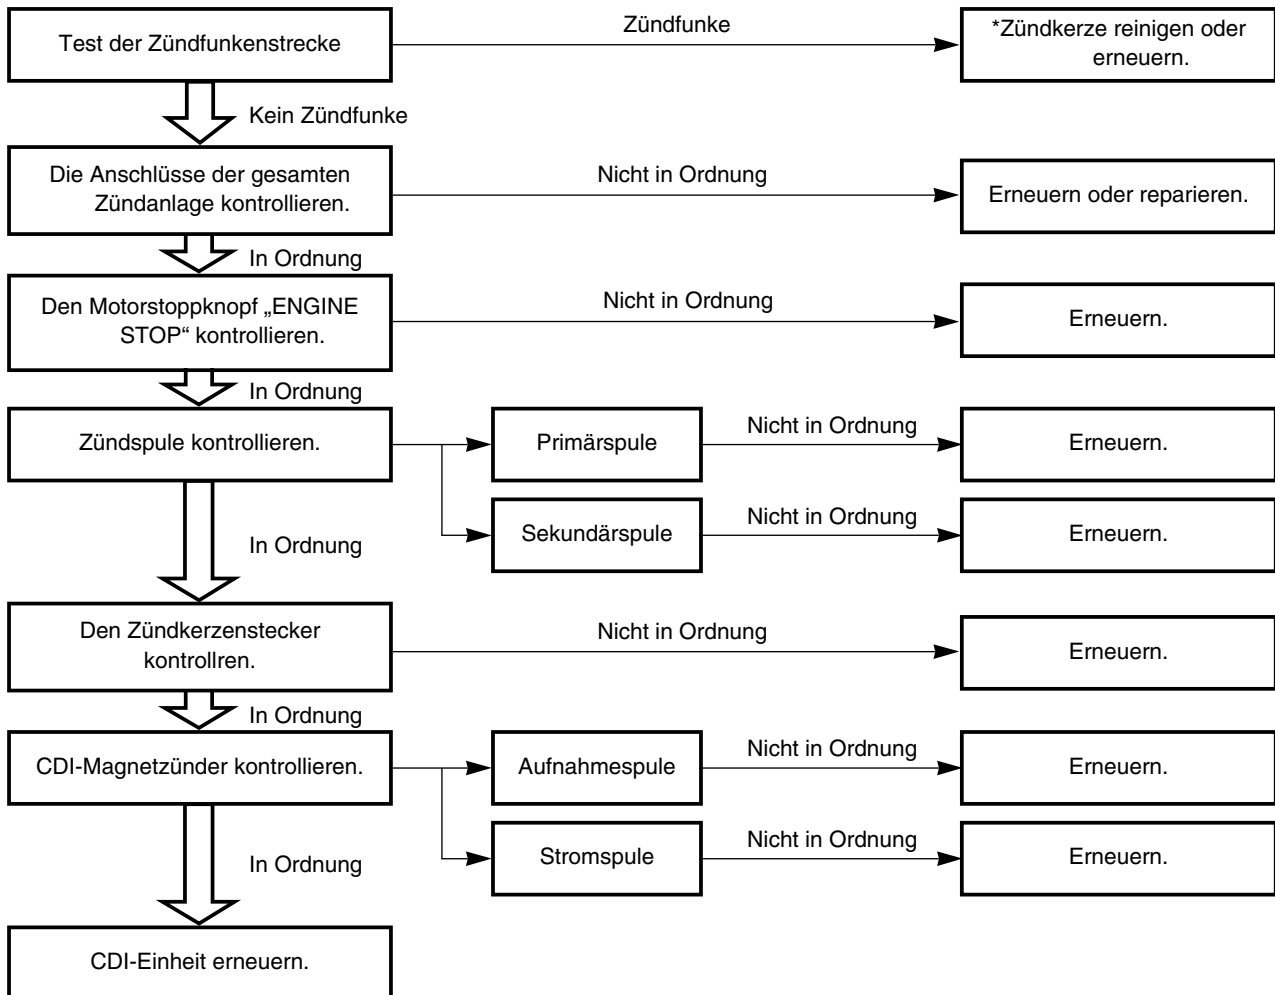 Test der Zündfunkenstrecke
Zündfunke
*Zündkerze reinigen oder
erneuern.
Kein Zündfunke
Die Anschlüsse der gesamten
Zündanlage kontrollieren.
Nicht in Ordnung
Erneuern oder reparieren.
In Ordnung
Den Motorstoppknopf „ENGINE
STOP“ kontrollieren.
Nicht in Ordnung
Erneuern.
In Ordnung
Zündspule kontrollieren.
Primärspule
Nicht in Ordnung
Erneuern.
Sekundärspule
Nicht in Ordnung
Erneuern.
In Ordnung
Den Zündkerzenstecker
kontrollren.
Nicht in Ordnung
Erneuern.
In Ordnung
CDI-Magnetzünder kontrollieren.
Aufnahmespule
Nicht in Ordnung
Erneuern.
Stromspule
Nicht in Ordnung
Erneuern.
In Ordnung
CDI-Einheit erneuern.